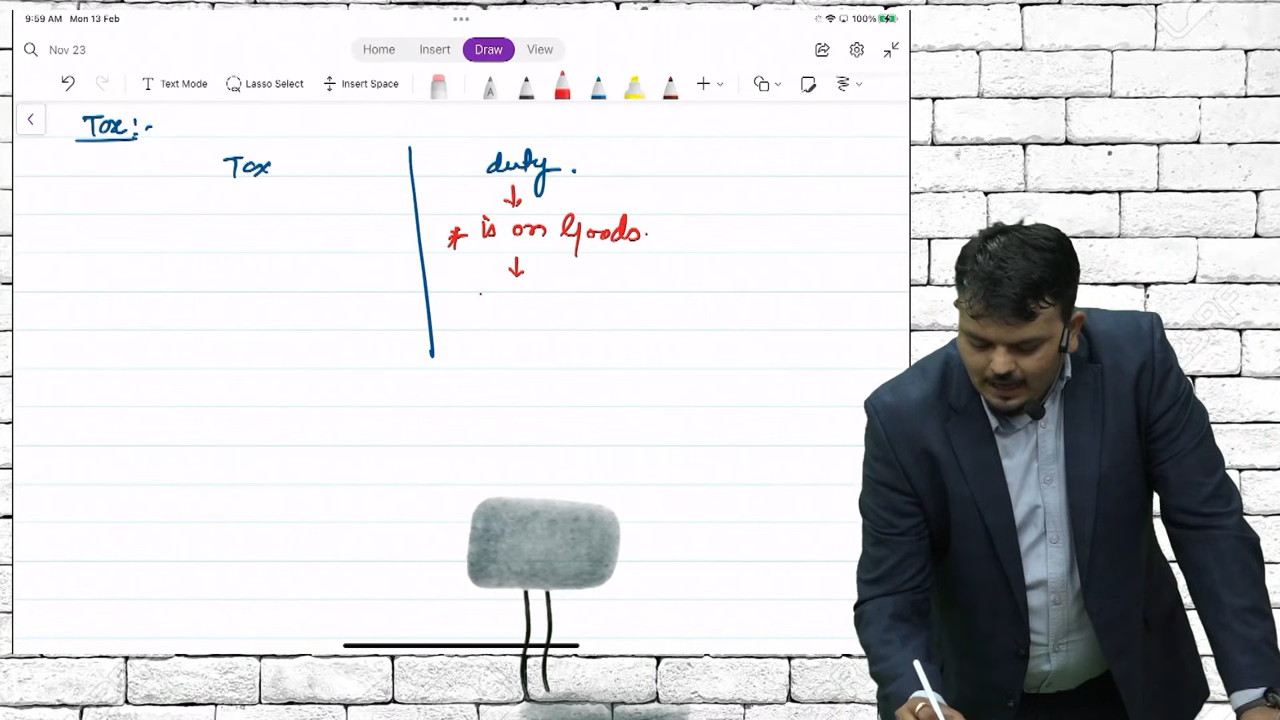 9:59 AM Mon 13 Feb
100%
Nov 23
Home Insert Draw View
Text Mode Lasso Select Insert Space
Tax:-
Tax
duty.
* is on Goods.